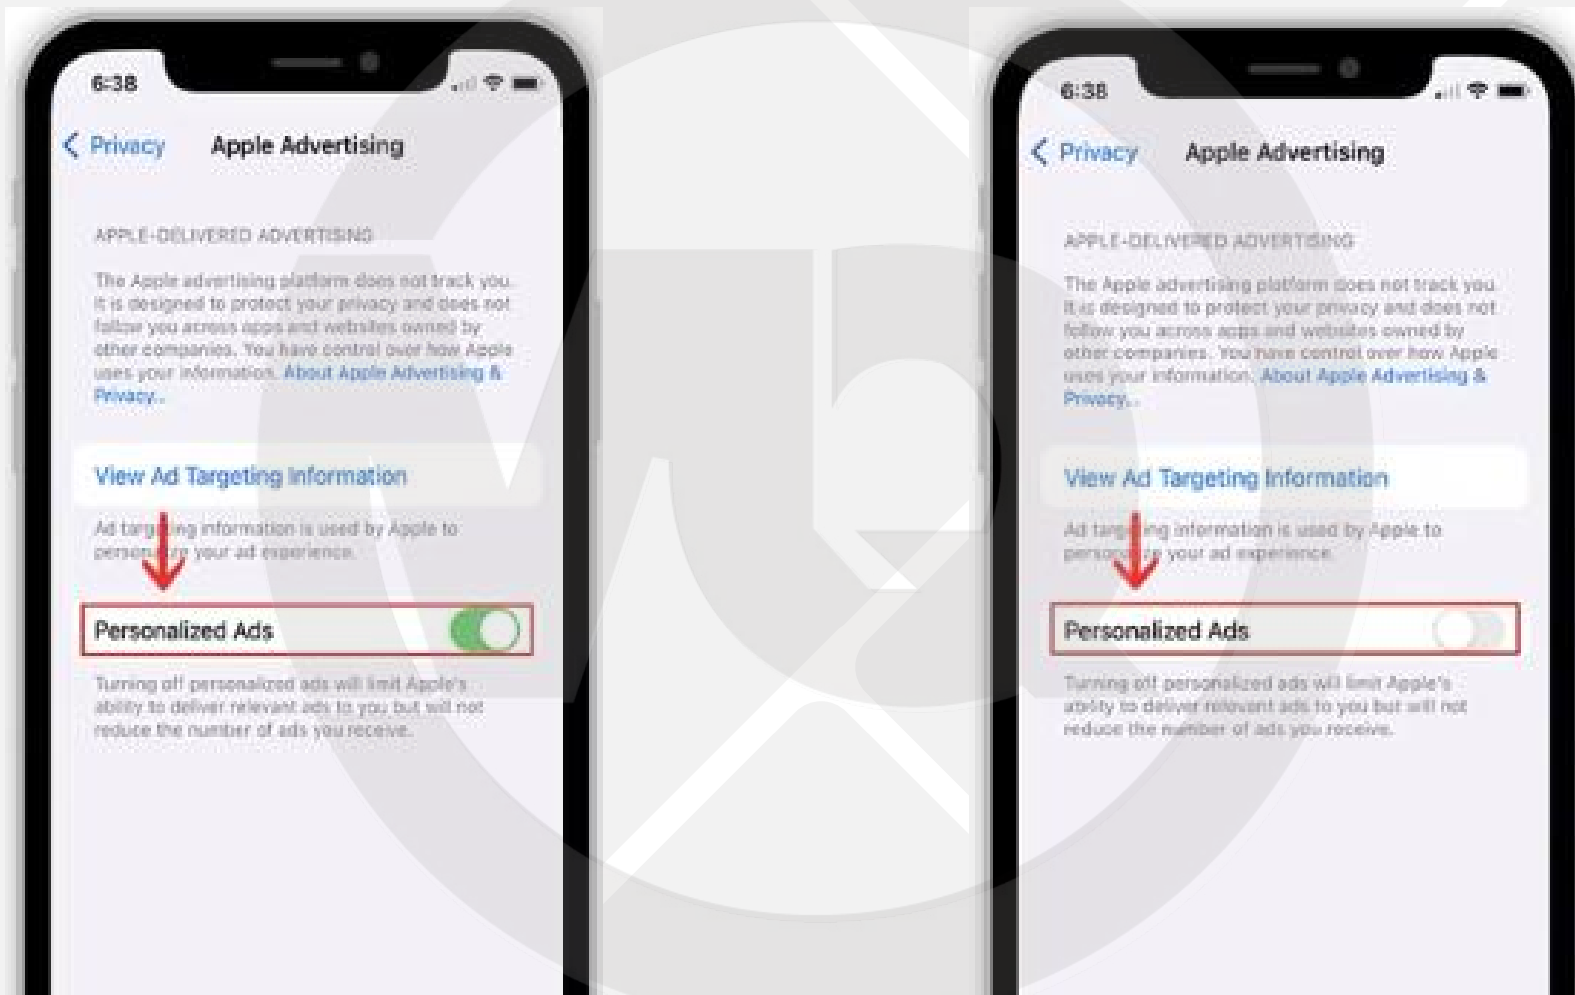 6:38
Privacy Apple Advertising
APPLE-DELIVERED ADVERTISING
The Apple advertising platform does not track you.
It is designed to protect your privacy and does not
follow you across apps and websites owned by
other companies. You have control over how Apple
uses your information. About Apple Advertising &
Privacy...
View Ad Targeting Information
Ad targeting information is used by Apple to
personalize your ad experience.
Personalized Ads
Turning off personalized ads will limit Apple's
ability to deliver relevant ads to you but will not
reduce the number of ads you receive.
6:38
Privacy Apple Advertising
APPLE-DELIVERED ADVERTISING
The Apple advertising platform does not track you.
It is designed to protect your privacy and does not
follow you across apps and websites owned by
other companies. You have control over how Apple
uses your information. About Apple Advertising &
Privacy...
View Ad Targeting Information
Ad targeting information is used by Apple to
personalize your ad experience.
Personalized Ads
Turning off personalized ads will limit Apple's
ability to deliver relevant ads to you but will not
reduce the number of ads you receive.